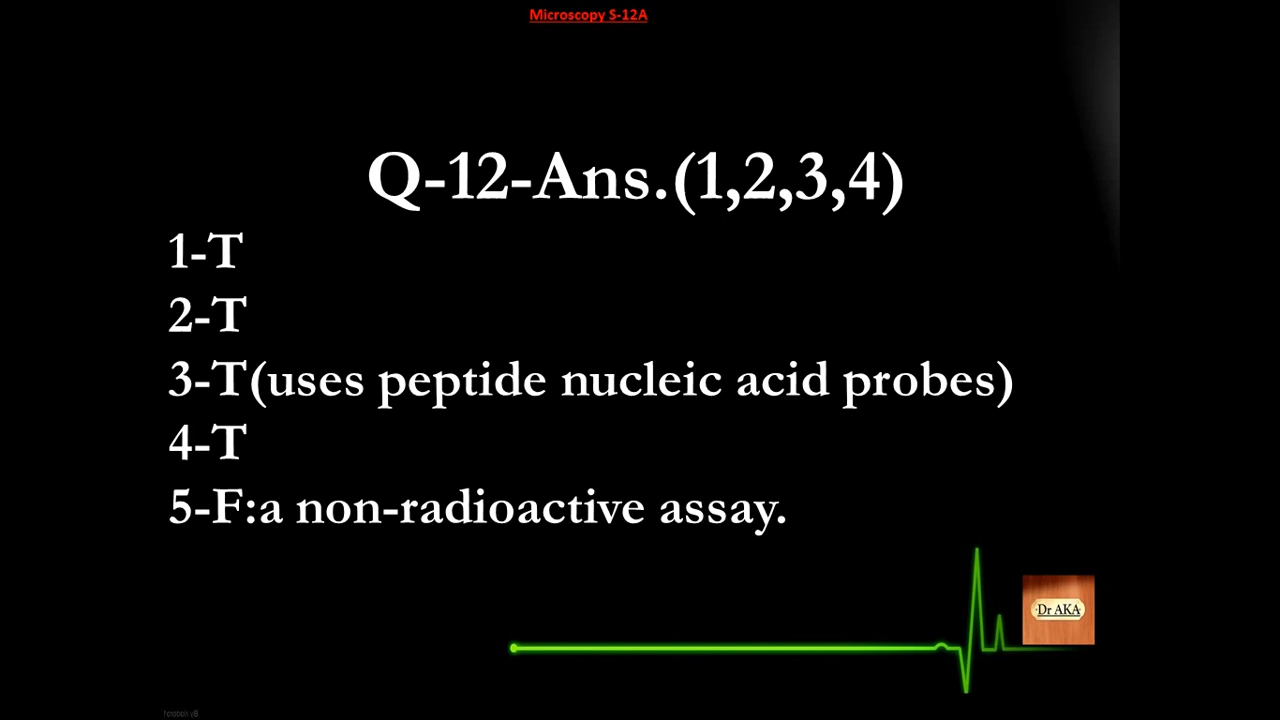 Microscopy S-12A
Q-12-Ans.(1,2,3,4)
1-T
2-T
3-T(uses peptide nucleic acid probes)
4-T
5-F:a non-radioactive assay.
Dr AKA